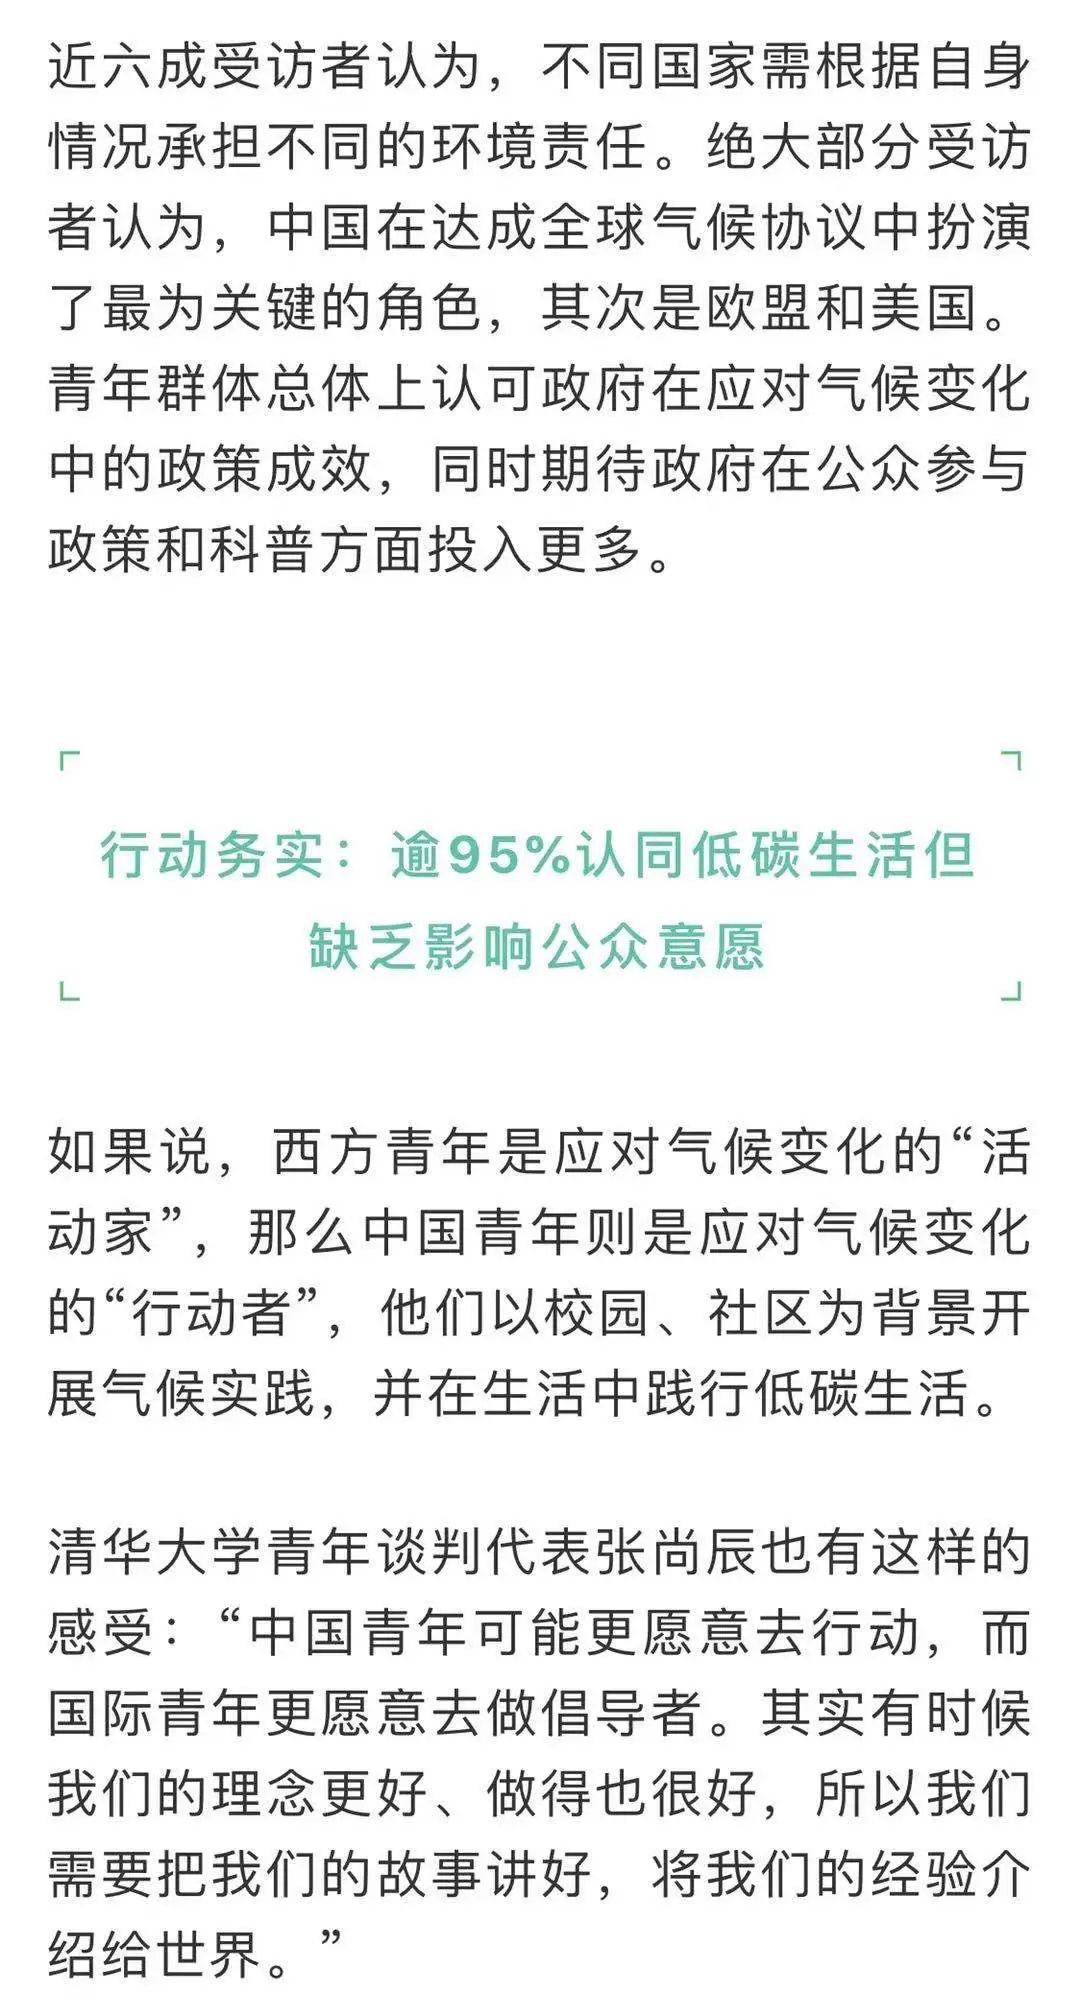 近六成受访者认为，不同国家需根据自身
情况承担不同的环境责任。绝大部分受访
者认为，中国在达成全球气候协议中扮演
了最为关键的角色，其次是欧盟和美国。
青年群体总体上认可政府在应对气候变化
中的政策成效，同时期待政府在公众参与
政策和科普方面投入更多。
行动务实：逾95%认同低碳生活但
缺乏影响公众意愿
如果说，西方青年是应对气候变化的“活
动家”，那么中国青年则是应对气候变化
的“行动者”，他们以校园、社区为背景开
展气候实践，并在生活中践行低碳生活。
清华大学青年谈判代表张尚辰也有这样的
感受：“中国青年可能更愿意去行动，而
国际青年更愿意去做倡导者。其实有时候
我们的理念更好、做得也很好，所以我们
需要把我们的故事讲好，将我们的经验介
绍给世界。”